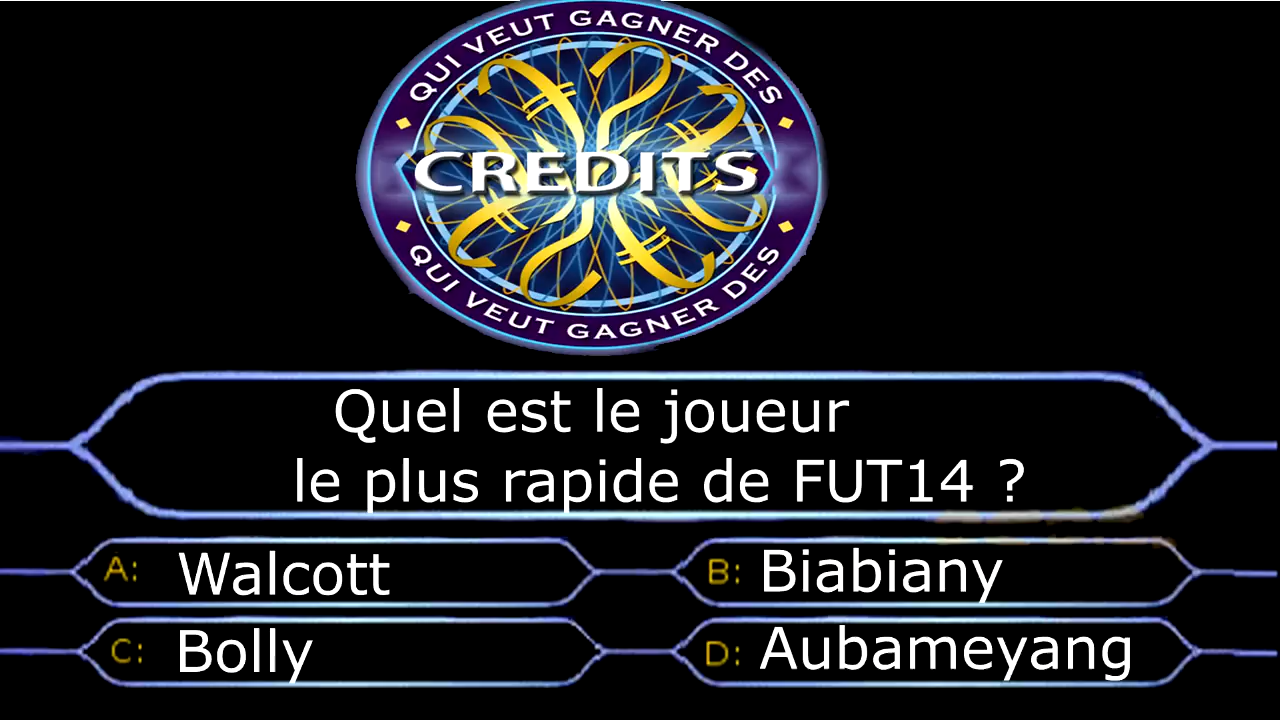 QUI VEUT GAGNER DES
CREDITS
QUI VEUT GAGNER DES
Quel est le joueur
le plus rapide de FUT14 ?
A: Walcott
B: Biabiany
C: Bolly
D: Aubameyang